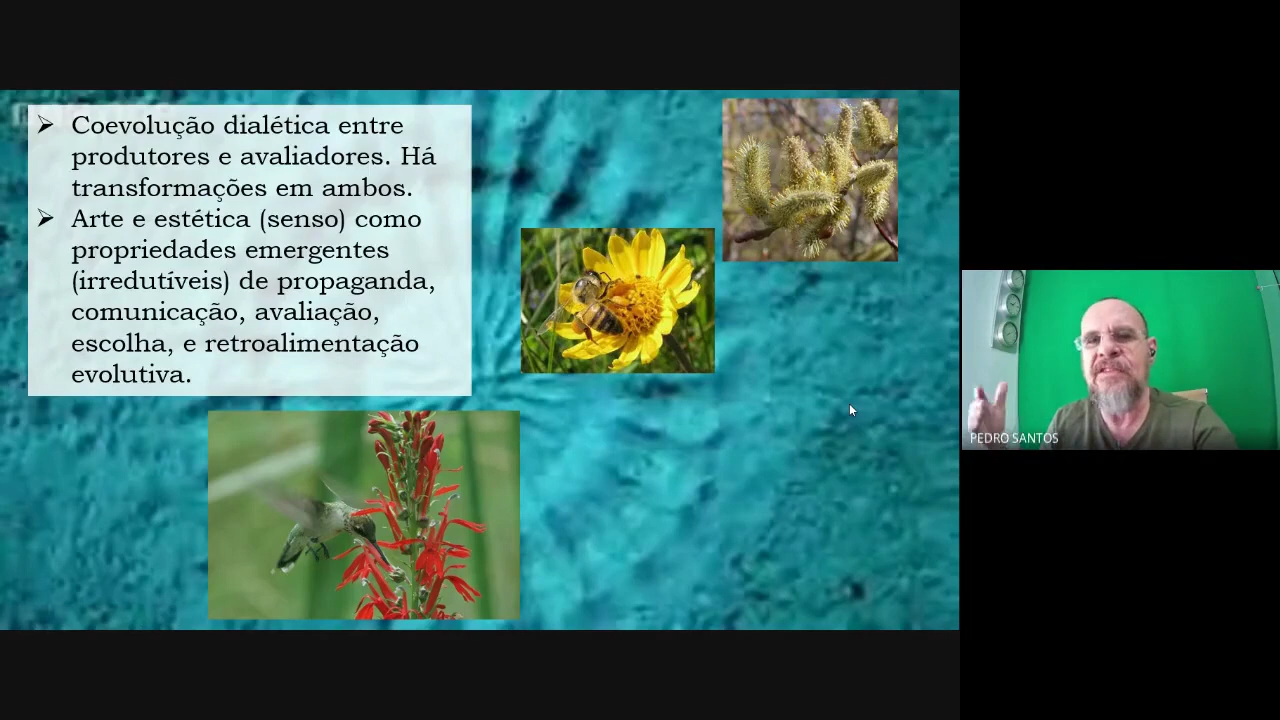 ➢ Coevolução dialética entre
produtores e avaliadores. Há
transformações em ambos.
➢ Arte e estética (senso) como
propriedades emergentes
(irredutíveis) de propaganda,
comunicação, avaliação,
escolha, e retroalimentação
evolutiva.
PEDRO SANTOS